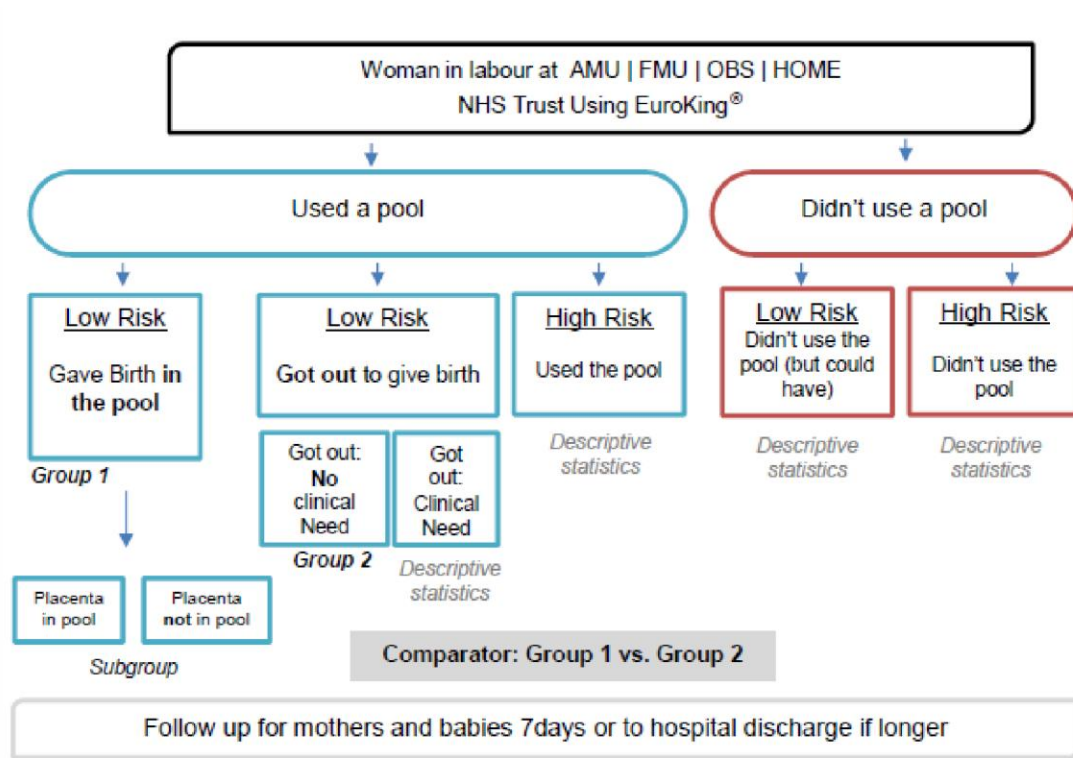 Woman in labour at AMU | FMU | OBS | HOME
NHS Trust Using EuroKing®
Used a pool
Didn't use a pool
Low Risk
Gave Birth in
the pool
Group 1
Low Risk
Got out to give birth
High Risk
Used the pool
Descriptive
statistics
Low Risk
Didn't use the
pool (but could
have)
Descriptive
statistics
High Risk
Didn't use the
pool
Descriptive
statistics
Got out:
No
clinical
Need
Group 2
Got
out:
Clinical
Need
Descriptive
statistics
Placenta
in pool
Placenta
not in pool
Subgroup
Comparator: Group 1 vs. Group 2
Follow up for mothers and babies 7days or to hospital discharge if longer